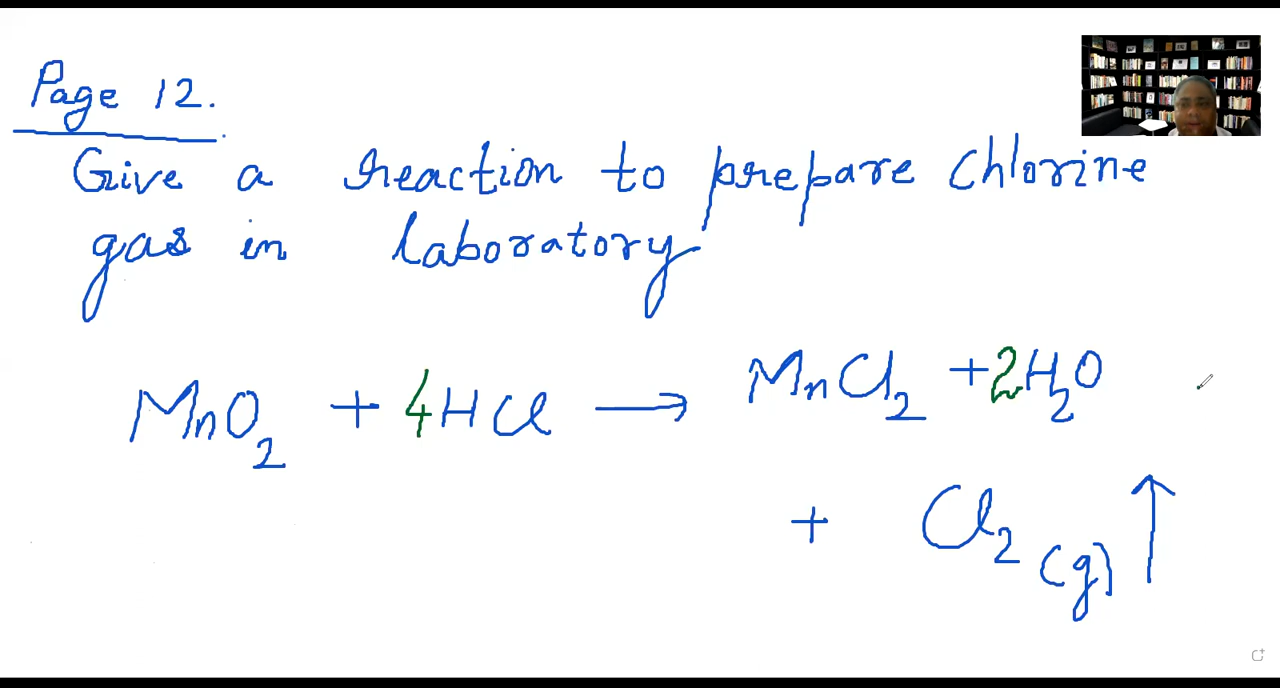 Page 12.
Give a reaction to prepare chlorine
gas in laboratory
MnO₂ + 4HCl → MnCl₂ + 2H₂O
+ Cl₂ (g) ↑